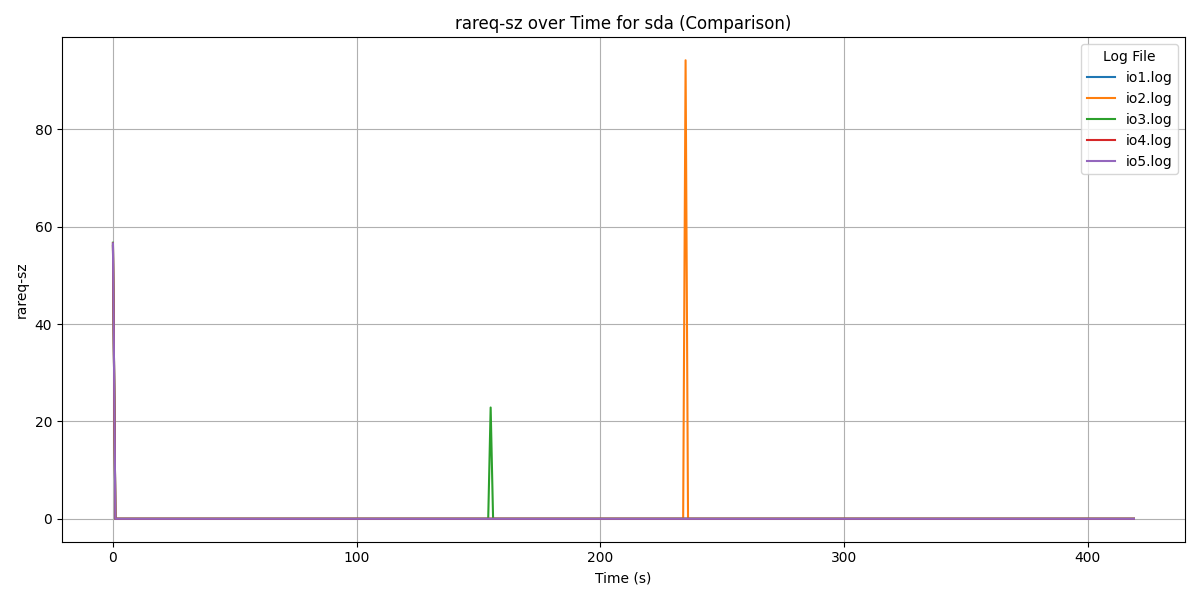 rareq-sz over Time for sda (Comparison)
Log File
io1.log
io2.log
io3.log
io4.log
io5.log
rareq-sz
80
60
40
20
0
0 100 200 300 400
Time (s)